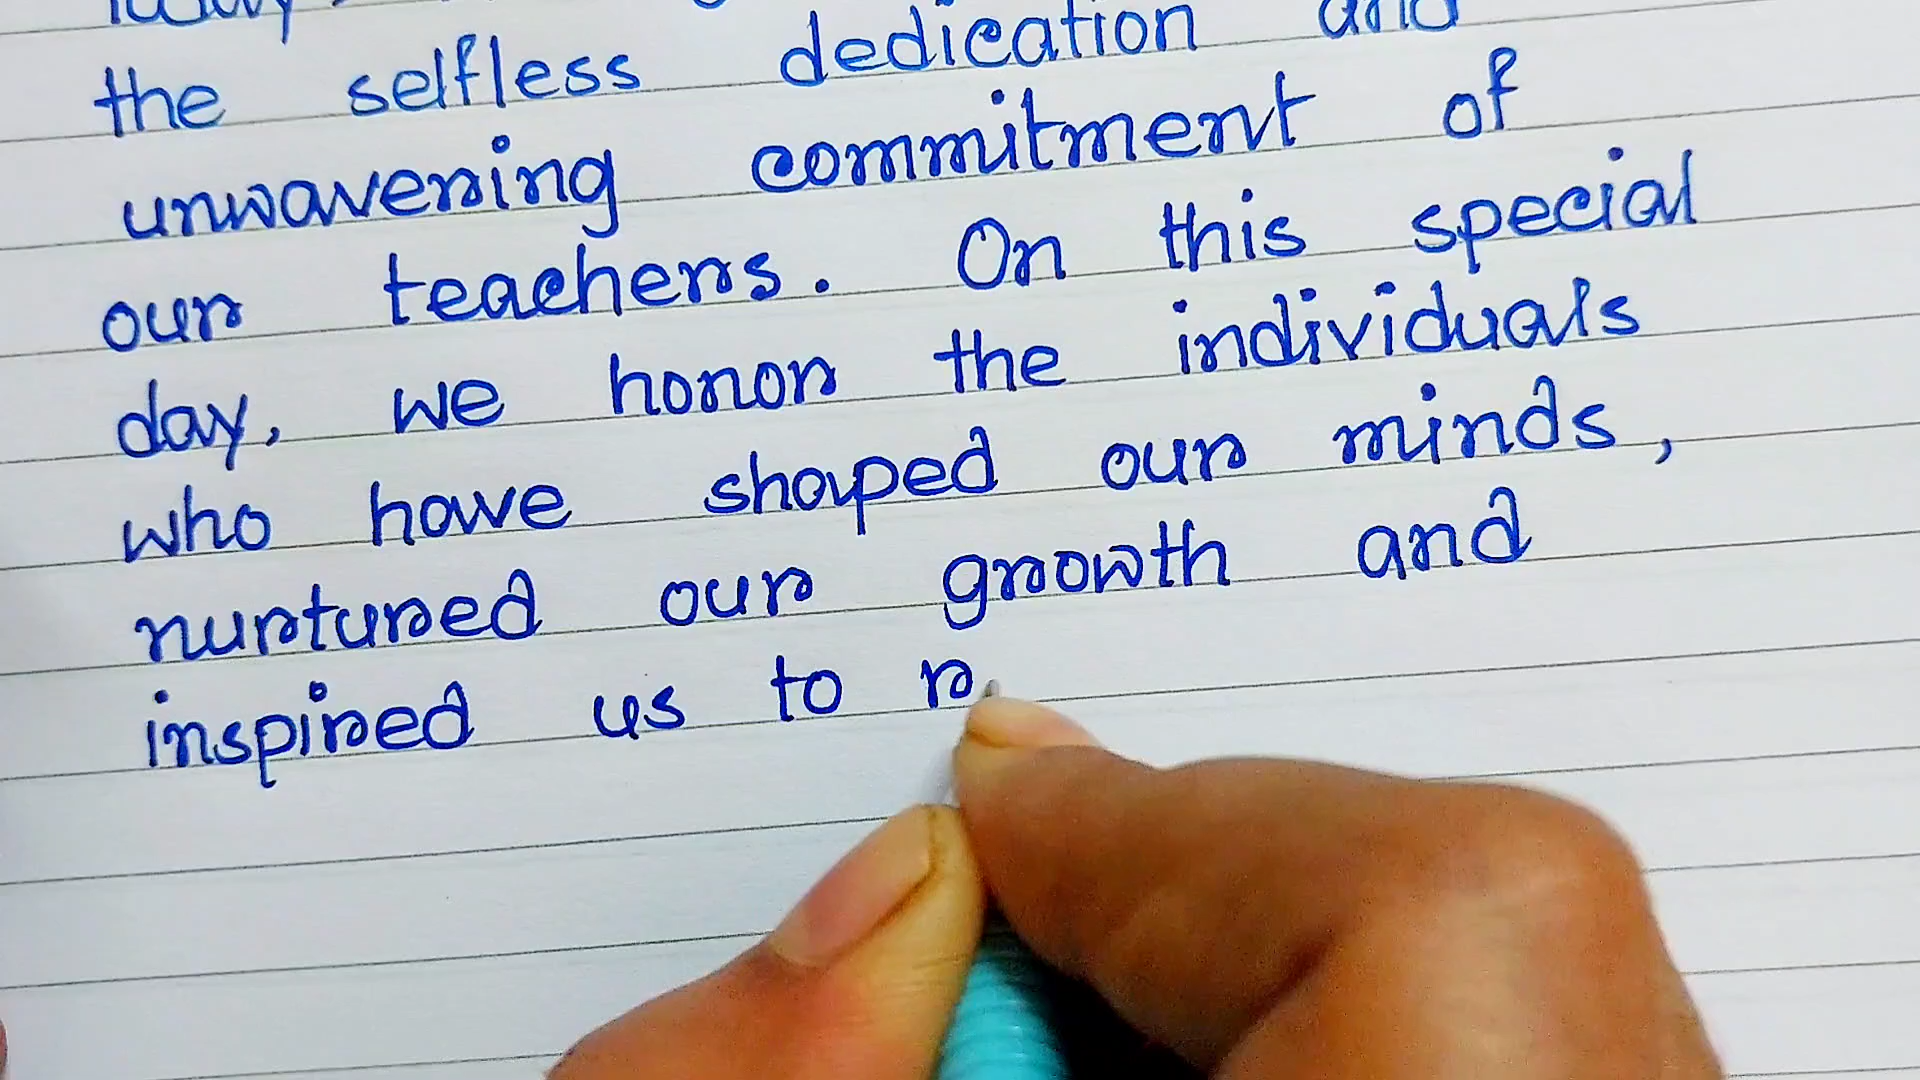 the selfless dedication and
unwavering commitment of
our teachers. On this special
day, we honor the individuals
who have shaped our minds,
nurtured our growth and
inspired us to r